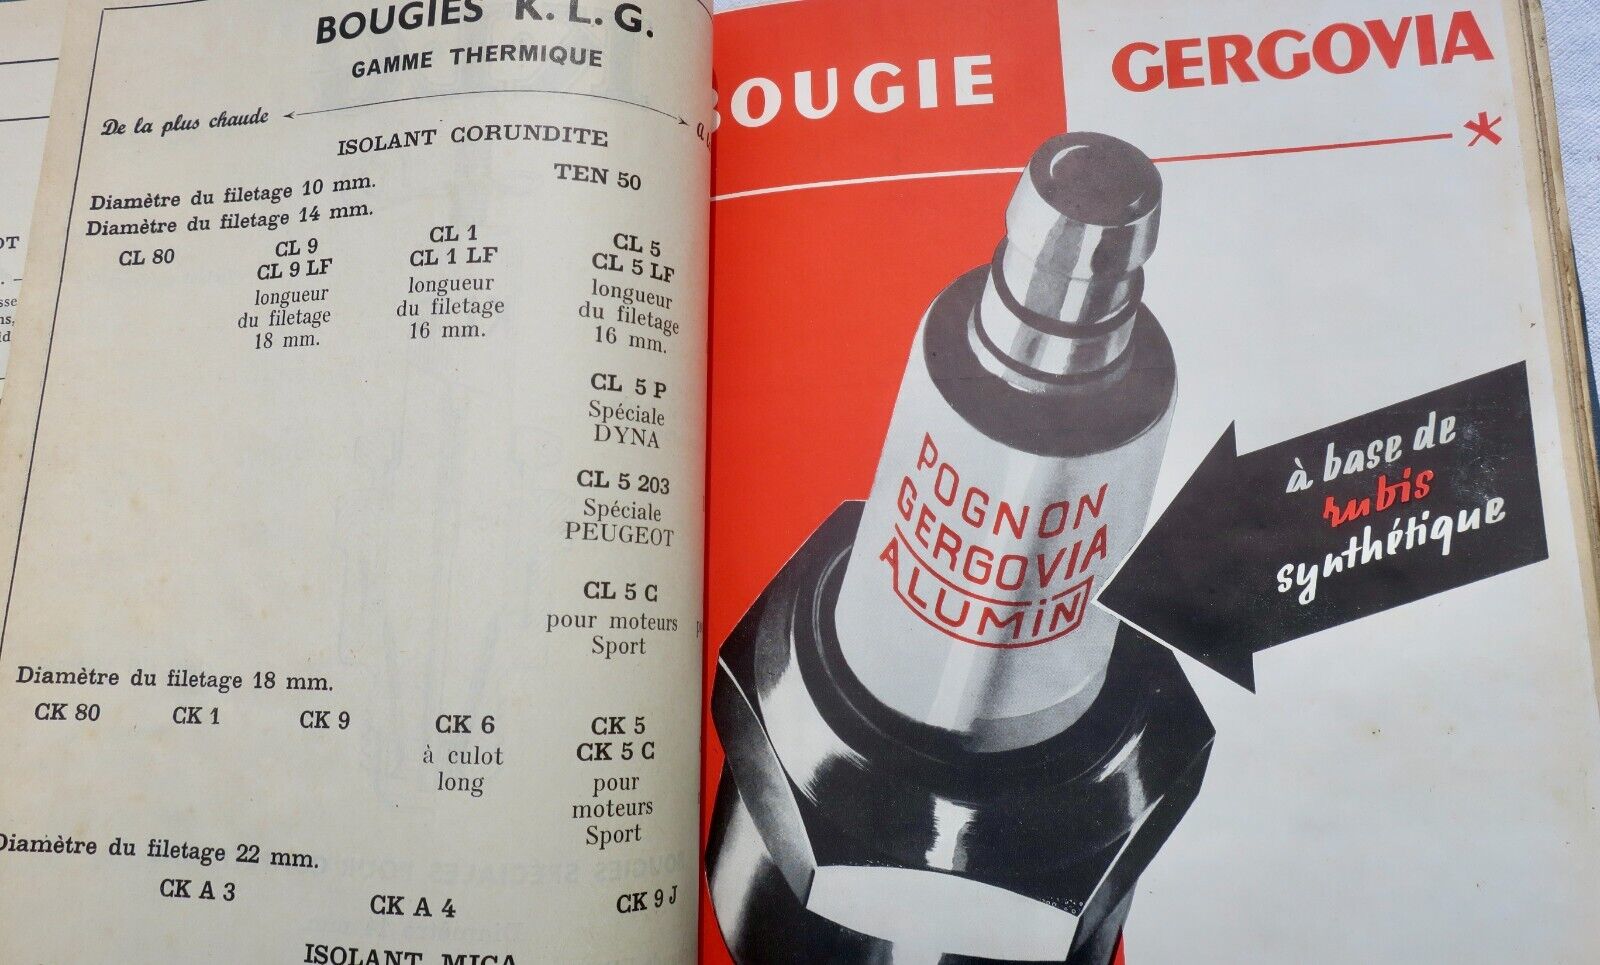 BOUGIES K. L. G.
GAMME THERMIQUE
De la plus chaude
ISOLANT CORUNDITE
Diamètre du filetage 10 mm.
TEN 50
Diamètre du filetage 14 mm.
CL 80
CL 9
CL 9 LF
longueur
du filetage
18 mm.
CL 1
CL 1 LF
longueur
du filetage
16 mm.
CL 5
CL 5 LF
longueur
du filetage
16 mm.
CL 5 P
Spéciale
DYNA
CL 5 203
Spéciale
PEUGEOT
CL 5 C
pour moteurs
Sport
Diamètre du filetage 18 mm.
CK 80
CK 1
CK 9
CK 6
à culot
long
CK 5
CK 5 C
pour
moteurs
Sport
Diamètre du filetage 22 mm.
CK A 3
CK A 4
CK 9 J
ISOLANT MICA
BOUGIE
GERGOVIA
*
POGNON
GERGOVIA
ALUMiN
à base de
rubis
synthétique